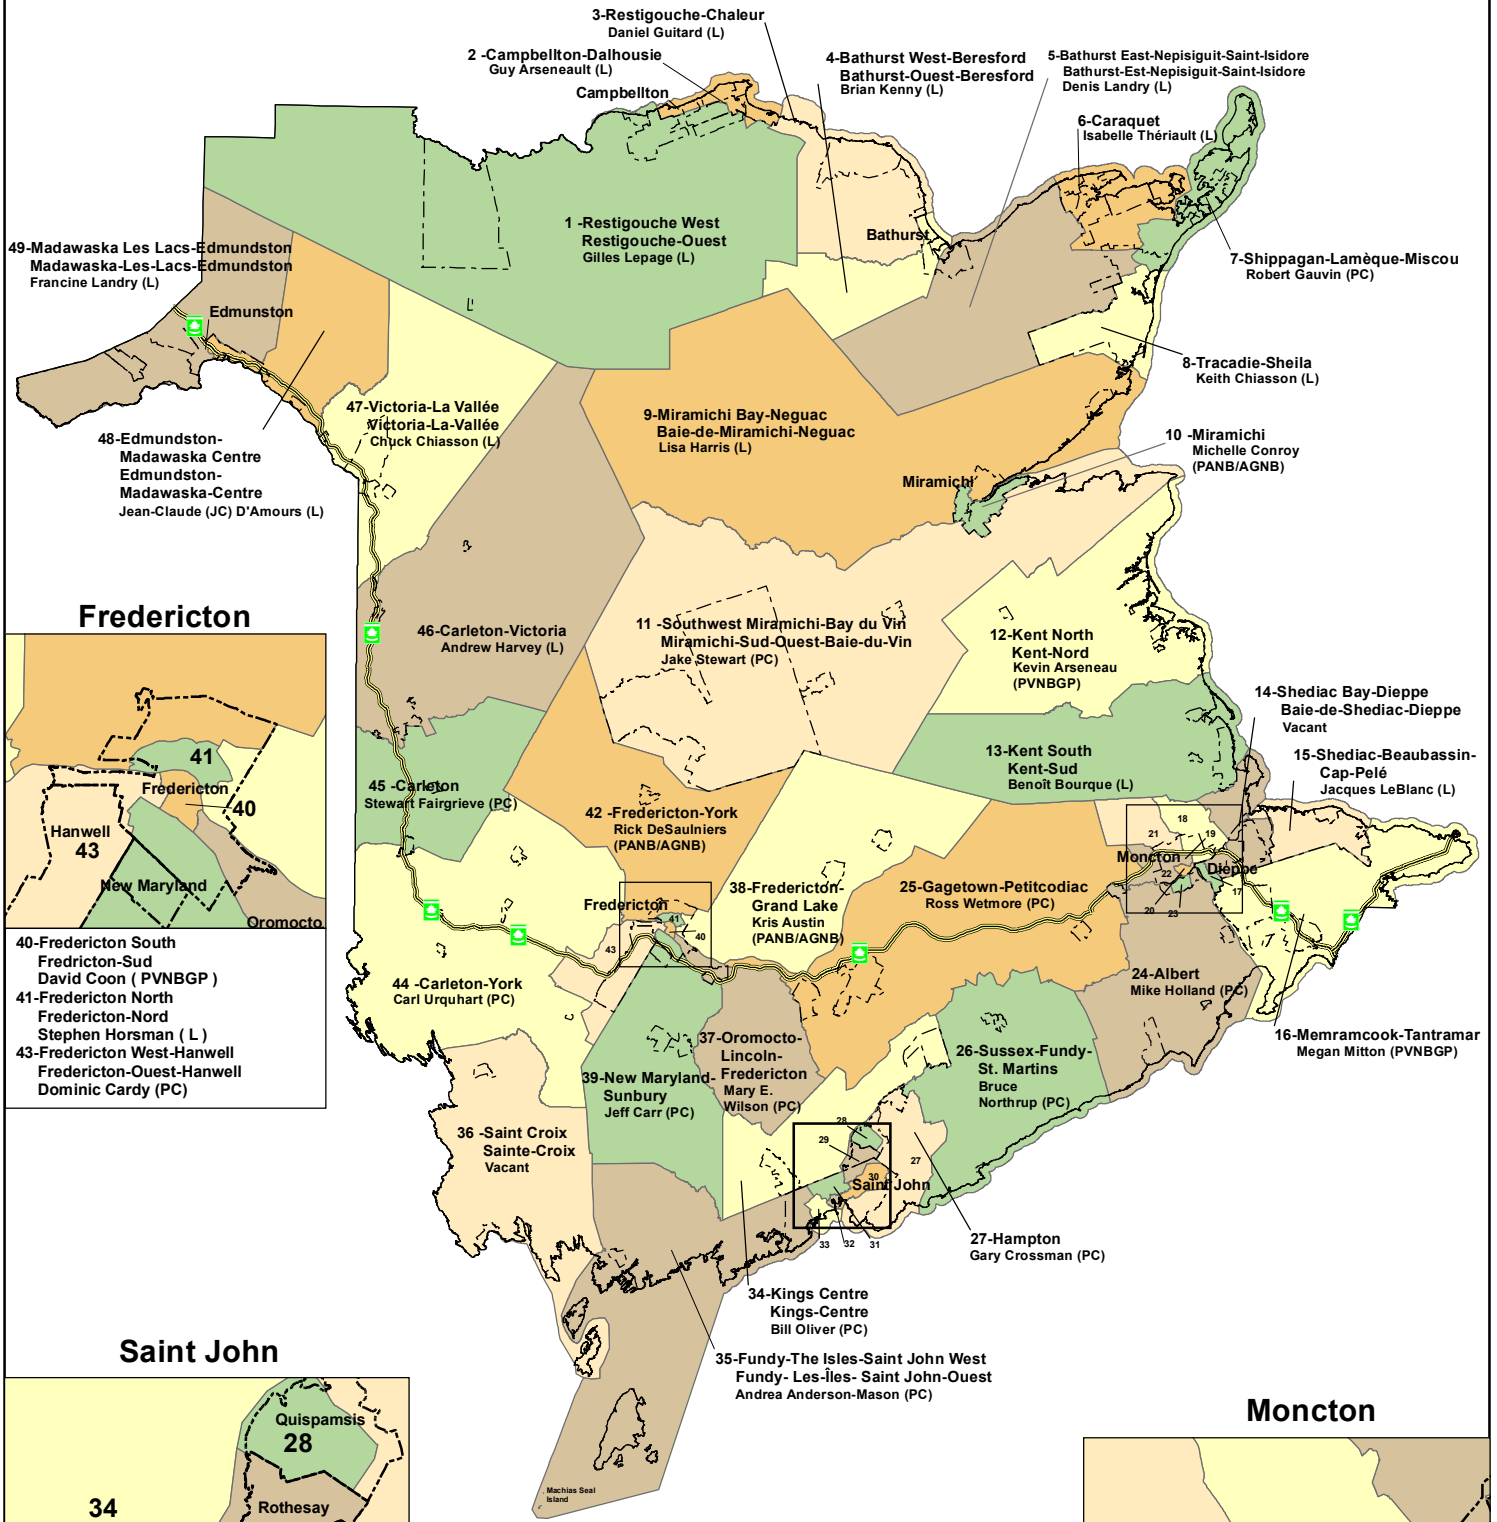 3-Restigouche-Chaleur
Daniel Guitard (L)
2 -Campbellton-Dalhousie
Guy Arseneault (L)
Campbellton
4-Bathurst West-Beresford
Bathurst-Ouest-Beresford
Brian Kenny (L)
5-Bathurst East-Nepisiguit-Saint-Isidore
Bathurst-Est-Nepisiguit-Saint-Isidore
Denis Landry (L)
6-Caraquet
Isabelle Thériault (L)
1 -Restigouche West
Restigouche-Ouest
Gilles Lepage (L)
Bathurst
7-Shippagan-Lamèque-Miscou
Robert Gauvin (PC)
49-Madawaska Les Lacs-Edmundston
Madawaska-Les-Lacs-Edmundston
Francine Landry (L)
Edmunston
8-Tracadie-Sheila
Keith Chiasson (L)
47-Victoria-La Vallée
Victoria-La-Vallée
Chuck Chiasson (L)
9-Miramichi Bay-Neguac
Baie-de-Miramichi-Neguac
Lisa Harris (L)
48-Edmundston-
Madawaska Centre
Edmundston-
Madawaska-Centre
Jean-Claude (JC) D'Amours (L)
10 -Miramichi
Michelle Conroy
(PANB/AGNB)
Miramichi
46-Carleton-Victoria
Andrew Harvey (L)
11 -Southwest Miramichi-Bay du Vin
Miramichi-Sud-Ouest-Baie-du-Vin
Jake Stewart (PC)
12-Kent North
Kent-Nord
Kevin Arseneau
(PVNBGP)
14-Shediac Bay-Dieppe
Baie-de-Shediac-Dieppe
Vacant
13-Kent South
Kent-Sud
Benoît Bourque (L)
15-Shediac-Beaubassin-
Cap-Pelé
Jacques LeBlanc (L)
45 -Carleton
Stewart Fairgrieve (PC)
42 -Fredericton-York
Rick DeSaulniers
(PANB/AGNB)
18
21
19
Moncton
Dieppe
22
17
20
23
38-Fredericton-
Grand Lake
Kris Austin
(PANB/AGNB)
25-Gagetown-Petitcodiac
Ross Wetmore (PC)
Fredericton
41
40
43
44 -Carleton-York
Carl Urquhart (PC)
24-Albert
Mike Holland (PC)
16-Memramcook-Tantramar
Megan Mitton (PVNBGP)
37-Oromocto-
Lincoln-
Fredericton
Mary E.
Wilson (PC)
26-Sussex-Fundy-
St. Martins
Bruce
Northrup (PC)
39-New Maryland-
Sunbury
Jeff Carr (PC)
36 -Saint Croix
Sainte-Croix
Vacant
28
29
27
30
Saint John
33
32
31
27-Hampton
Gary Crossman (PC)
34-Kings Centre
Kings-Centre
Bill Oliver (PC)
35-Fundy-The Isles-Saint John West
Fundy- Les-Îles- Saint John-Ouest
Andrea Anderson-Mason (PC)
Machias Seal
Island
Fredericton
41
Fredericton
40
Hanwell
43
New Maryland
Oromocto
40-Fredericton South
Fredricton-Sud
David Coon ( PVNBGP )
41-Fredericton North
Fredericton-Nord
Stephen Horsman ( L )
43-Fredericton West-Hanwell
Fredericton-Ouest-Hanwell
Dominic Cardy (PC)
Saint John
Quispamsis
28
Rothesay
34
Moncton